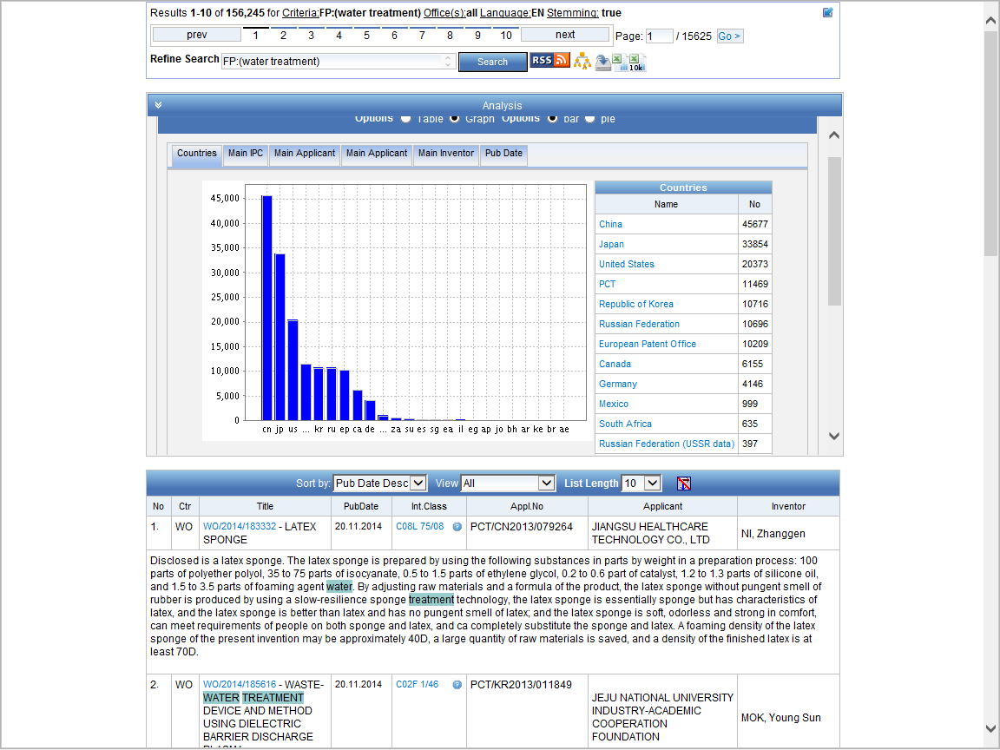 Results 1-10 of 156,245 for Criteria:FP:(water treatment) Office(s):all Language:EN Stemming: true
prev 1 2 3 4 5 6 7 8 9 10 next Page: 1 / 15625 Go >
Refine Search FP:(water treatment) Search RSS 10k
Analysis
Options Table Graph Options bar pie
Countries Main IPC Main Applicant Main Applicant Main Inventor Pub Date
45,000
40,000
35,000
30,000
25,000
20,000
15,000
10,000
5,000
0
cn jp us ... kr ru ep ca de ... za su es sg ea il eg ap jo bh ar ke br ae
Countries
Name No
China 45677
Japan 33854
United States 20373
PCT 11469
Republic of Korea 10716
Russian Federation 10696
European Patent Office 10209
Canada 6155
Germany 4146
Mexico 999
South Africa 635
Russian Federation (USSR data) 397
Sort by: Pub Date Desc View All List Length 10
No Ctr Title PubDate Int.Class Appl.No Applicant Inventor
1. WO WO/2014/183332 - LATEX SPONGE 20.11.2014 C08L 75/08 PCT/CN2013/079264 JIANGSU HEALTHCARE TECHNOLOGY CO., LTD NI, Zhanggen
Disclosed is a latex sponge. The latex sponge is prepared by using the following substances in parts by weight in a preparation process: 100
parts of polyether polyol, 35 to 75 parts of isocyanate, 0.5 to 1.5 parts of ethylene glycol, 0.2 to 0.6 part of catalyst, 1.2 to 1.3 parts of silicone oil,
and 1.5 to 3.5 parts of foaming agent water. By adjusting raw materials and a formula of the product, the latex sponge without pungent smell of
rubber is produced by using a slow-resilience sponge treatment technology, the latex sponge is essentially sponge but has characteristics of
latex, and the latex sponge is better than latex and has no pungent smell of latex; and the latex sponge is soft, odorless and strong in comfort,
can meet requirements of people on both sponge and latex, and ca completely substitute the sponge and latex. A foaming density of the latex
sponge of the present invention may be approximately 40D, a large quantity of raw materials is saved, and a density of the finished latex is at
least 70D.
2. WO WO/2014/185616 - WASTE- 20.11.2014 C02F 1/46 PCT/KR2013/011849
WATER TREATMENT
DEVICE AND METHOD
USING DIELECTRIC
BARRIER DISCHARGE
PLASMA
JEJU NATIONAL UNIVERSITY
INDUSTRY-ACADEMIC
COOPERATION
FOUNDATION
MOK, Young Sun